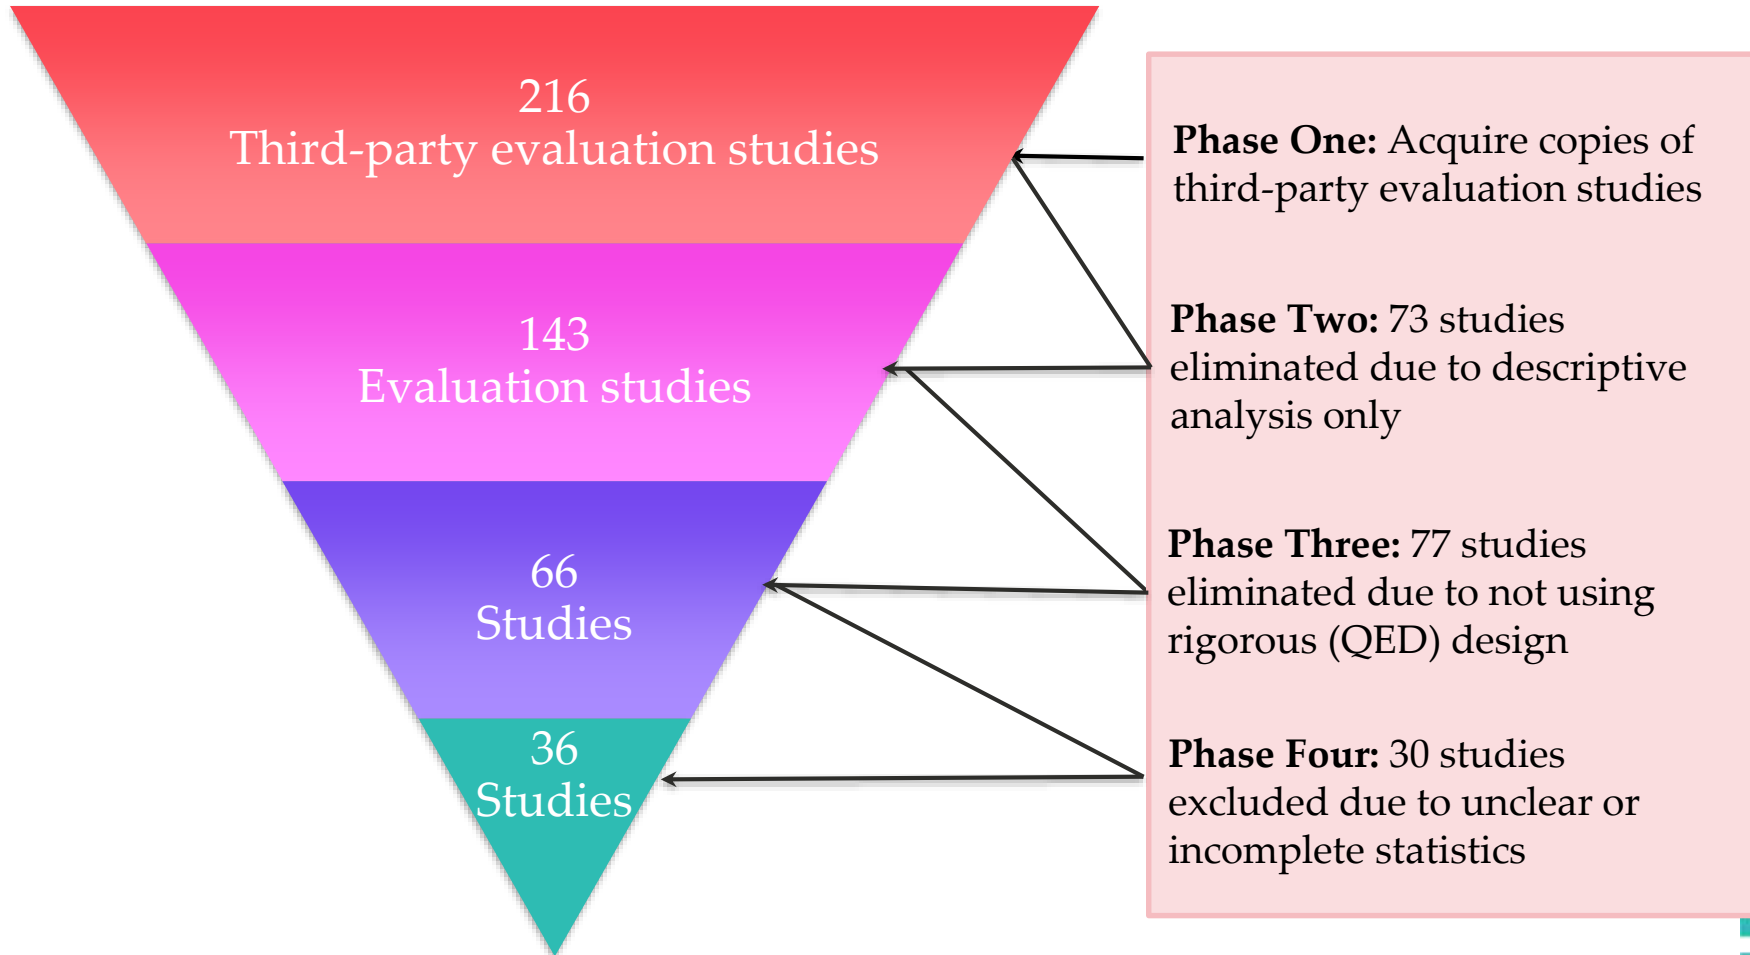 216
Third-party evaluation studies
143
Evaluation studies
66
Studies
36
Studies
Phase One: Acquire copies of
third-party evaluation studies
Phase Two: 73 studies
eliminated due to descriptive
analysis only
Phase Three: 77 studies
eliminated due to not using
rigorous (QED) design
Phase Four: 30 studies
excluded due to unclear or
incomplete statistics